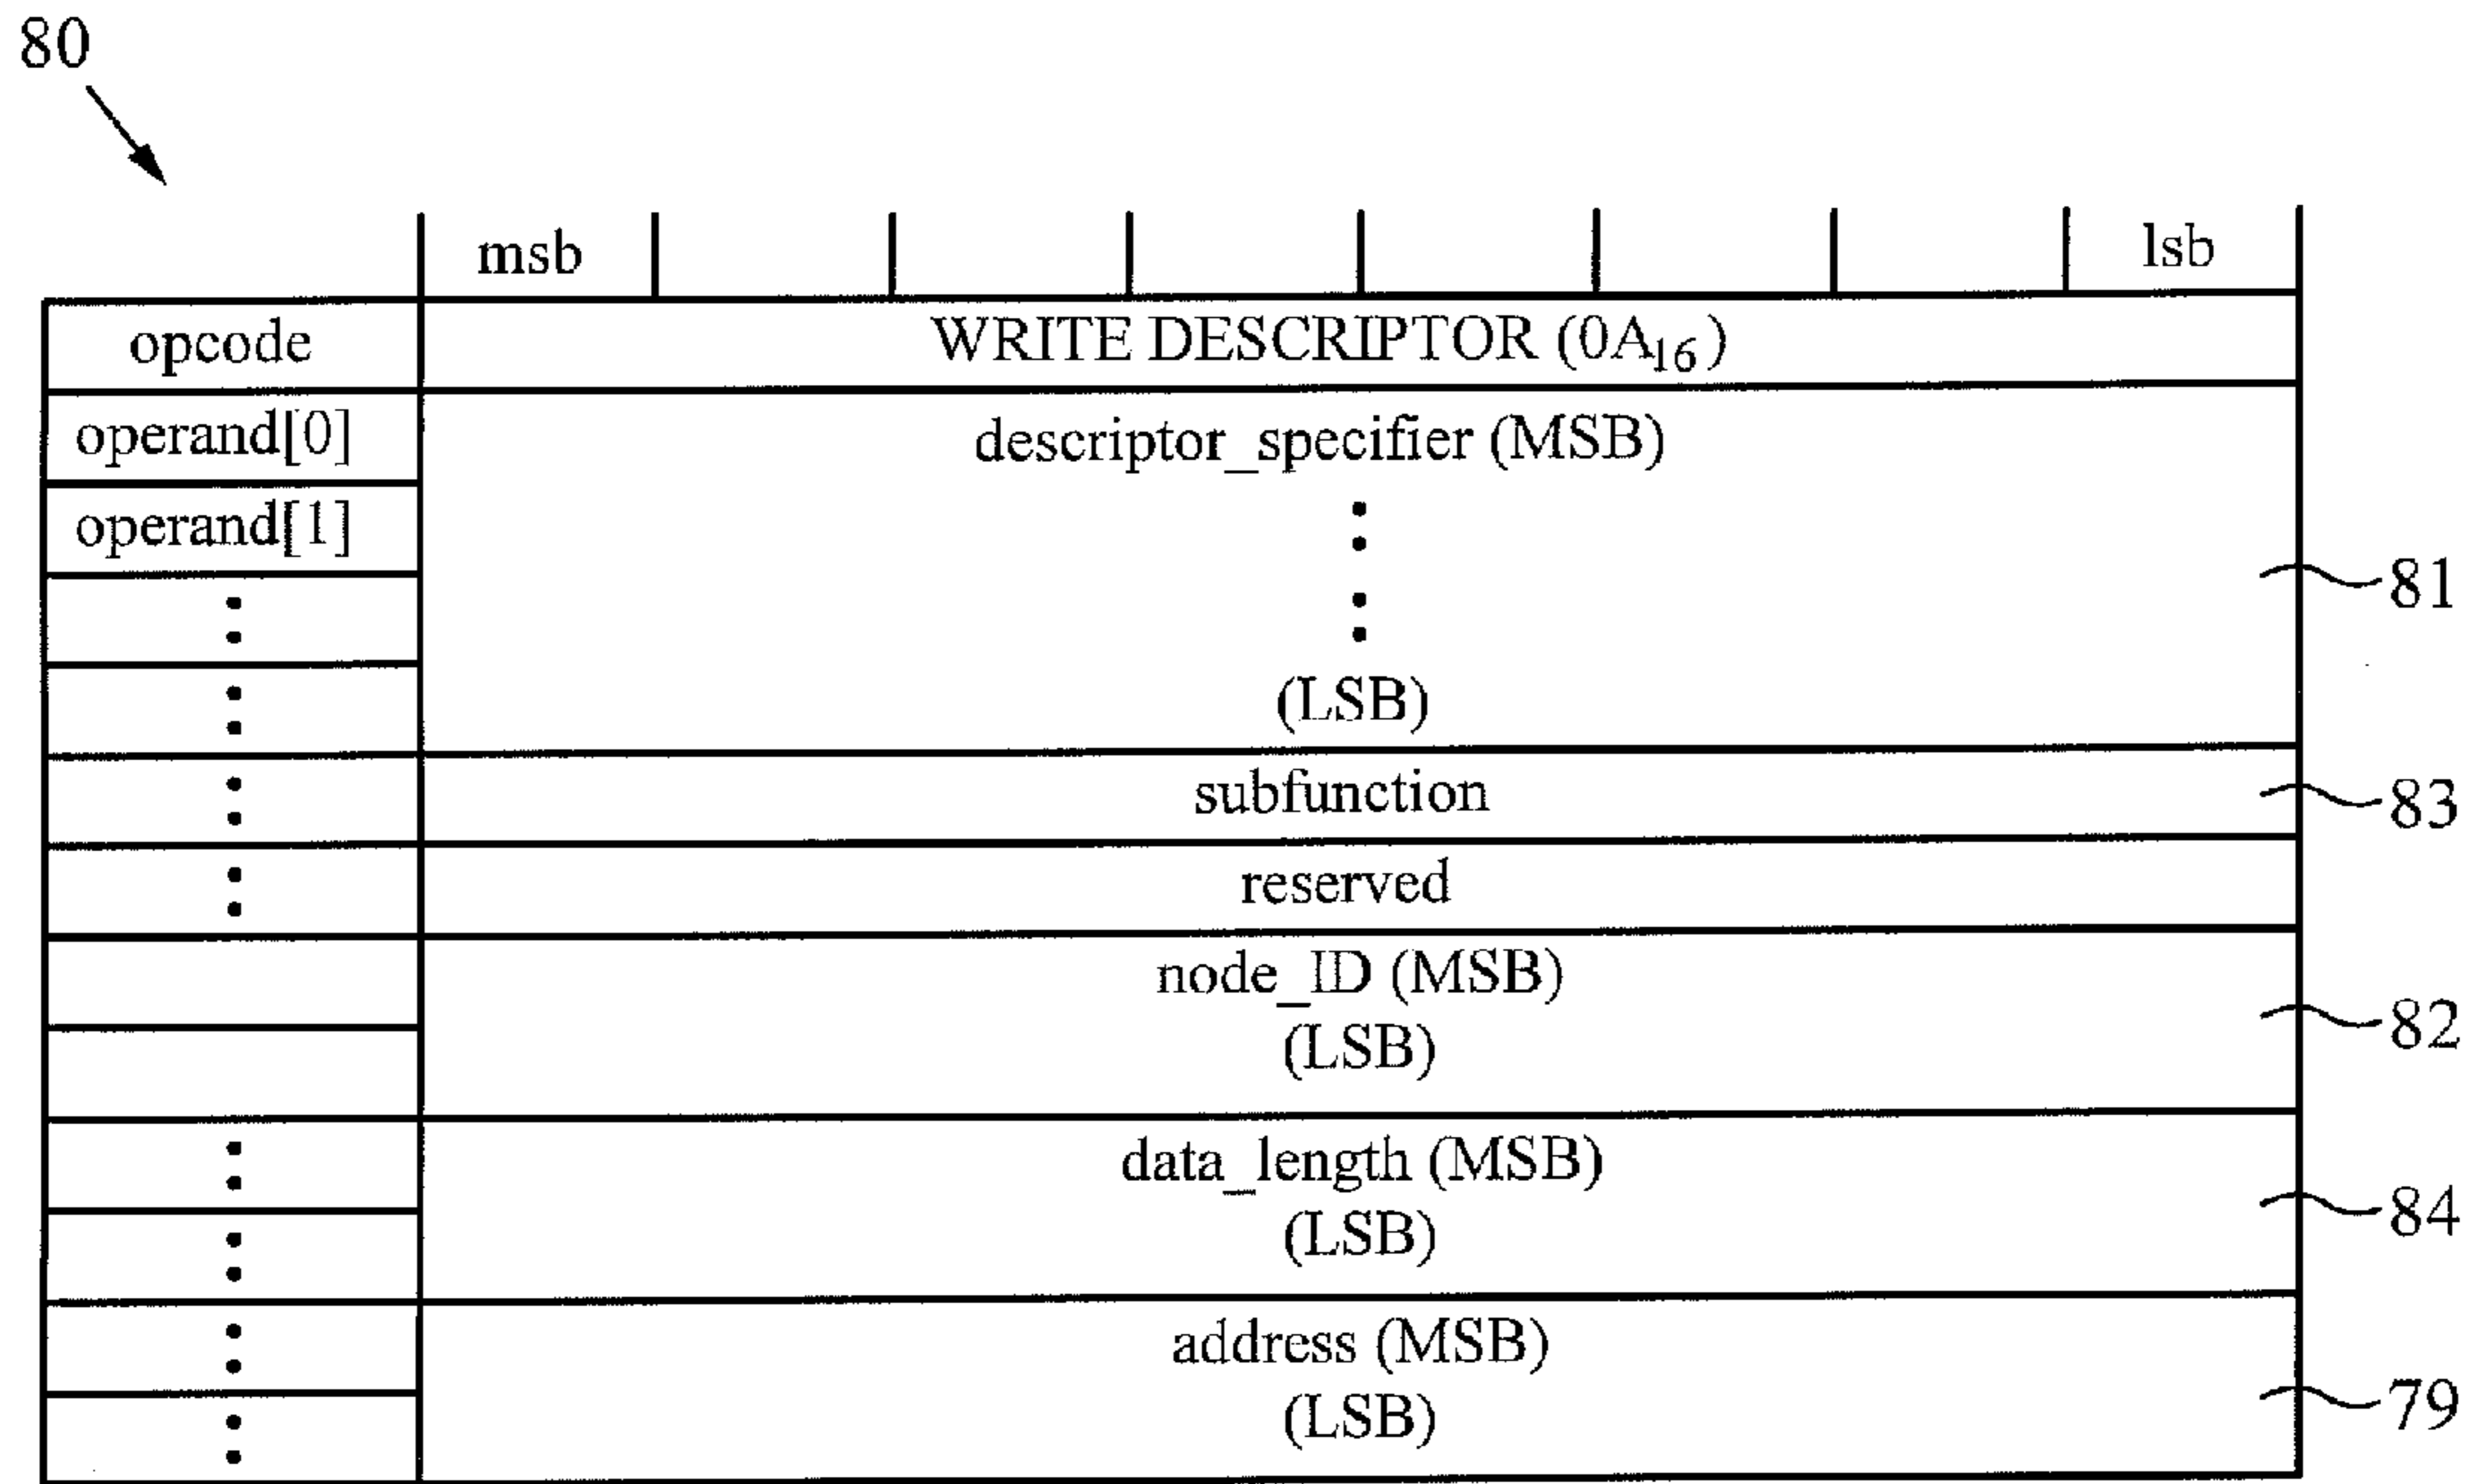 80
msb lsb
opcode WRITE DESCRIPTOR (0A16)
operand[0] descriptor_specifier (MSB)
operand[1]
81
(LSB)
subfunction 83
reserved
node_ID (MSB)
82
(LSB)
data_length (MSB)
84
(LSB)
address (MSB)
79
(LSB)